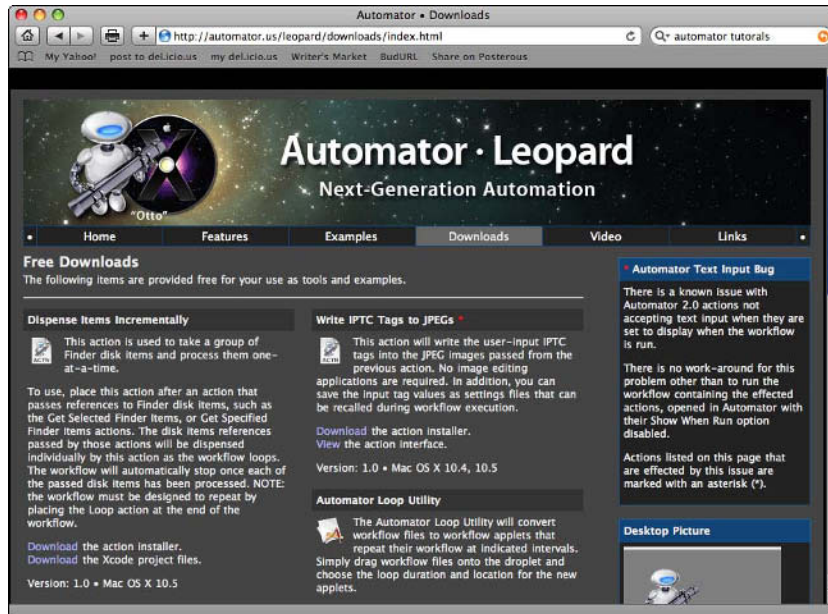 Automator • Downloads
http://automator.us/leopard/downloads/index.html
automator tutorals
My Yahoo!
post to del.icio.us
my del.icio.us
Writer's Market
BudURL
Share on Posterous
X
"Otto"
Automator · Leopard
Next-Generation Automation
• Home Features Examples Downloads Video Links •
Free Downloads
The following items are provided free for your use as tools and examples.
Dispense Items Incrementally
ACTN
This action is used to take a group of
Finder disk items and process them one-
at-a-time.
To use, place this action after an action that
passes references to Finder disk items, such as
the Get Selected Finder Items, or Get Specified
Finder Items actions. The disk items references
passed by those actions will be dispensed
individually by this action as the workflow loops.
The workflow will automatically stop once each of
the passed disk items has been processed. NOTE:
the workflow must be designed to repeat by
placing the Loop action at the end of the
workflow.
Download the action installer.
Download the Xcode project files.
Version: 1.0 • Mac OS X 10.5
Write IPTC Tags to JPEGs *
ACTN
This action will write the user-input IPTC
tags into the JPEG images passed from the
previous action. No image editing
applications are required. In addition, you can
save the input tag values as settings files that can
be recalled during workflow execution.
Download the action installer.
View the action interface.
Version: 1.0 • Mac OS X 10.4, 10.5
Automator Loop Utility
The Automator Loop Utility will convert
workflow files to workflow applets that
repeat their workflow at indicated intervals.
Simply drag workflow files onto the droplet and
choose the loop duration and location for the new
applets.
* Automator Text Input Bug
There is a known issue with
Automator 2.0 actions not
accepting text input when they are
set to display when the workflow
is run.
There is no work-around for this
problem other than to run the
workflow containing the effected
actions, opened in Automator with
their Show When Run option
disabled.
Actions listed on this page that
are effected by this issue are
marked with an asterisk (*).
Desktop Picture